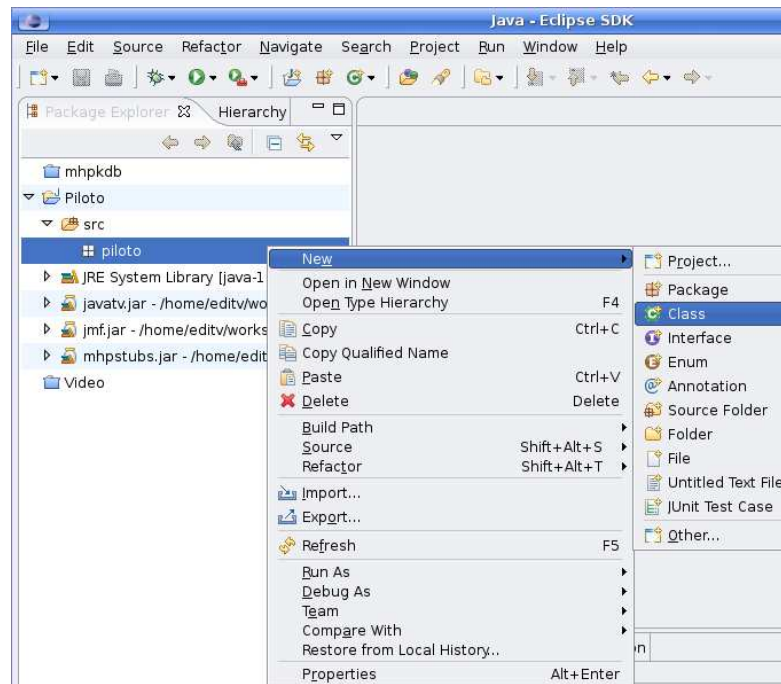 Java - Eclipse SDK
File Edit Source Refactor Navigate Search Project Run Window Help
Package Explorer Hierarchy
mhpkdb
Piloto
src
piloto
JRE System Library [java-1
javatv.jar - /home/editv/wo
jmf.jar - /home/editv/works
mhpstubs.jar - /home/edit
Video
New
Open in New Window
Open Type Hierarchy F4
Copy Ctrl+C
Copy Qualified Name
Paste Ctrl+V
Delete Delete
Build Path
Source Shift+Alt+S
Refactor Shift+Alt+T
Import...
Export...
Refresh F5
Run As
Debug As
Team
Compare With
Restore from Local History...
Properties Alt+Enter
Project...
Package
Class
Interface
Enum
Annotation
Source Folder
Folder
File
Untitled Text File
JUnit Test Case
Other...